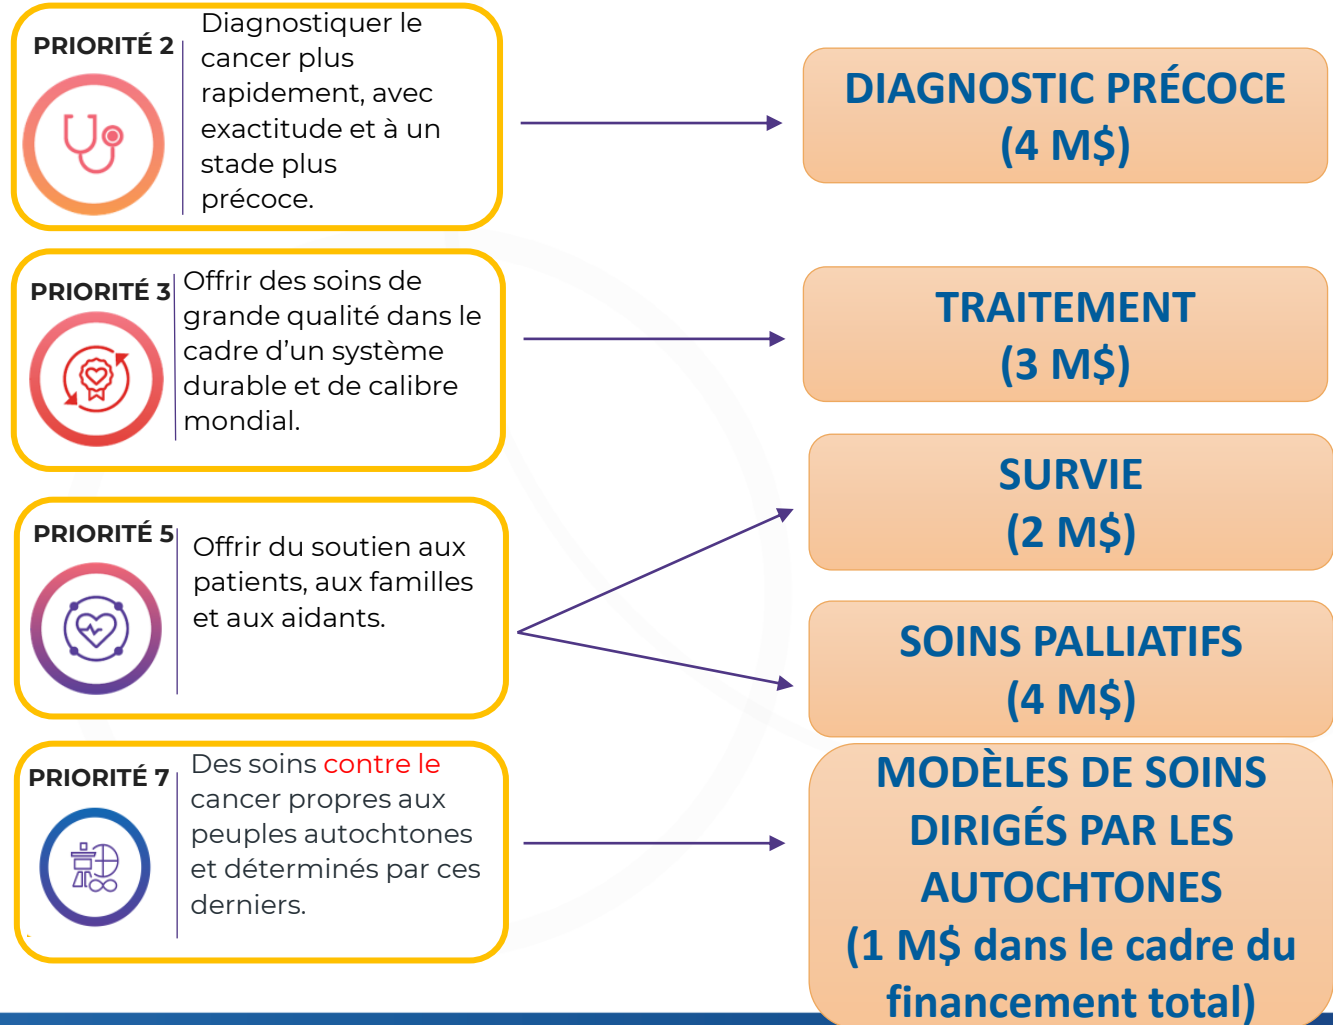 PRIORITÉ 2
Diagnostiquer le
cancer plus
rapidement, avec
exactitude et à un
stade plus
précoce.
DIAGNOSTIC PRÉCOCE
(4 M$)
PRIORITÉ 3
Offrir des soins de
grande qualité dans le
cadre d’un système
durable et de calibre
mondial.
TRAITEMENT
(3 M$)
PRIORITÉ 5
Offrir du soutien aux
patients, aux familles
et aux aidants.
SURVIE
(2 M$)
SOINS PALLIATIFS
(4 M$)
PRIORITÉ 7
Des soins contre le
cancer propres aux
peuples autochtones
et déterminés par ces
derniers.
MODÈLES DE SOINS
DIRIGÉS PAR LES
AUTOCHTONES
(1 M$ dans le cadre du
financement total)